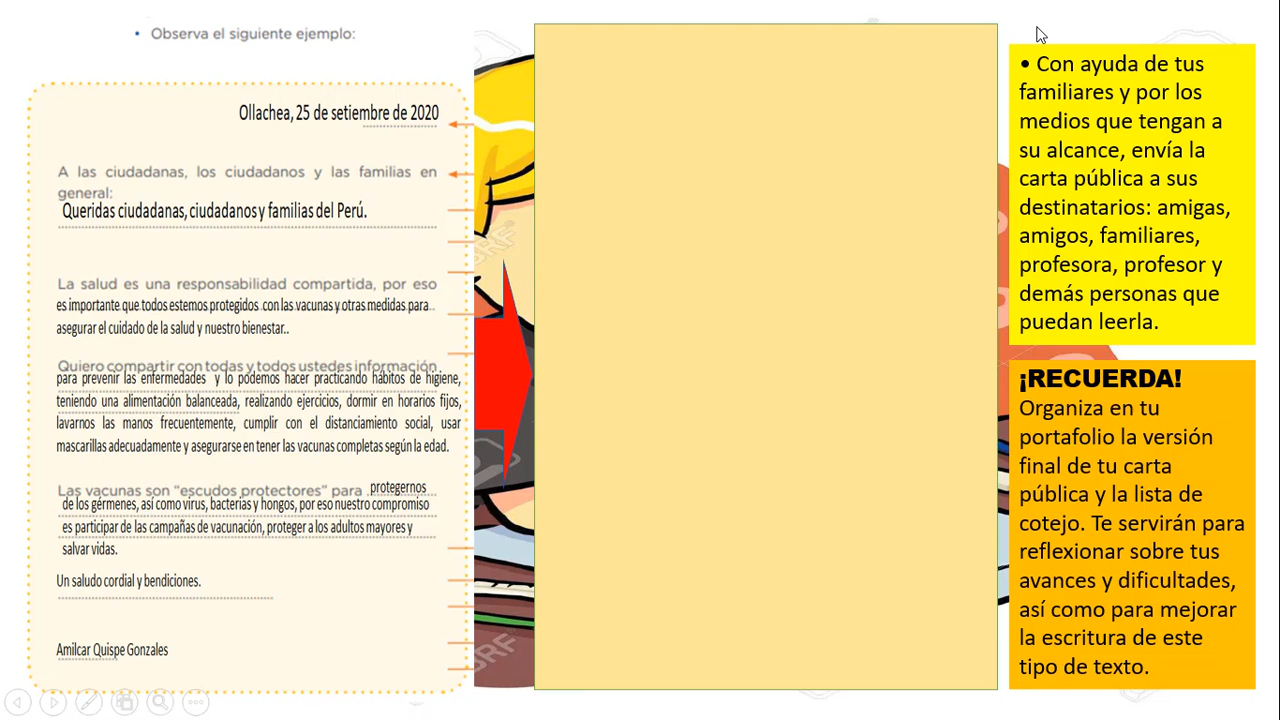 • Observa el siguiente ejemplo:
Ollachea, 25 de setiembre de 2020
A las ciudadanas, los ciudadanos y las familias en
general:
Queridas ciudadanas, ciudadanos y familias del Perú.
La salud es una responsabilidad compartida, por eso
es importante que todos estemos protegidos con las vacunas y otras medidas para
asegurar el cuidado de la salud y nuestro bienestar..
Quiero compartir con todas y todos ustedes información
para prevenir las enfermedades y lo podemos hacer practicando hábitos de higiene,
teniendo una alimentación balanceada, realizando ejercicios, dormir en horarios fijos,
lavarnos las manos frecuentemente, cumplir con el distanciamiento social, usar
mascarillas adecuadamente y asegurarse en tener las vacunas completas según la edad.
Las vacunas son “escudos protectores” para protegernos
de los gérmenes, así como virus, bacterias y hongos, por eso nuestro compromiso
es participar de las campañas de vacunación, proteger a los adultos mayores y
salvar vidas.
Un saludo cordial y bendiciones.
Amilcar Quispe Gonzales
• Con ayuda de tus
familiares y por los
medios que tengan a
su alcance, envía la
carta pública a sus
destinatarios: amigas,
amigos, familiares,
profesora, profesor y
demás personas que
puedan leerla.
¡RECUERDA!
Organiza en tu
portafolio la versión
final de tu carta
pública y la lista de
cotejo. Te servirán para
reflexionar sobre tus
avances y dificultades,
así como para mejorar
la escritura de este
tipo de texto.